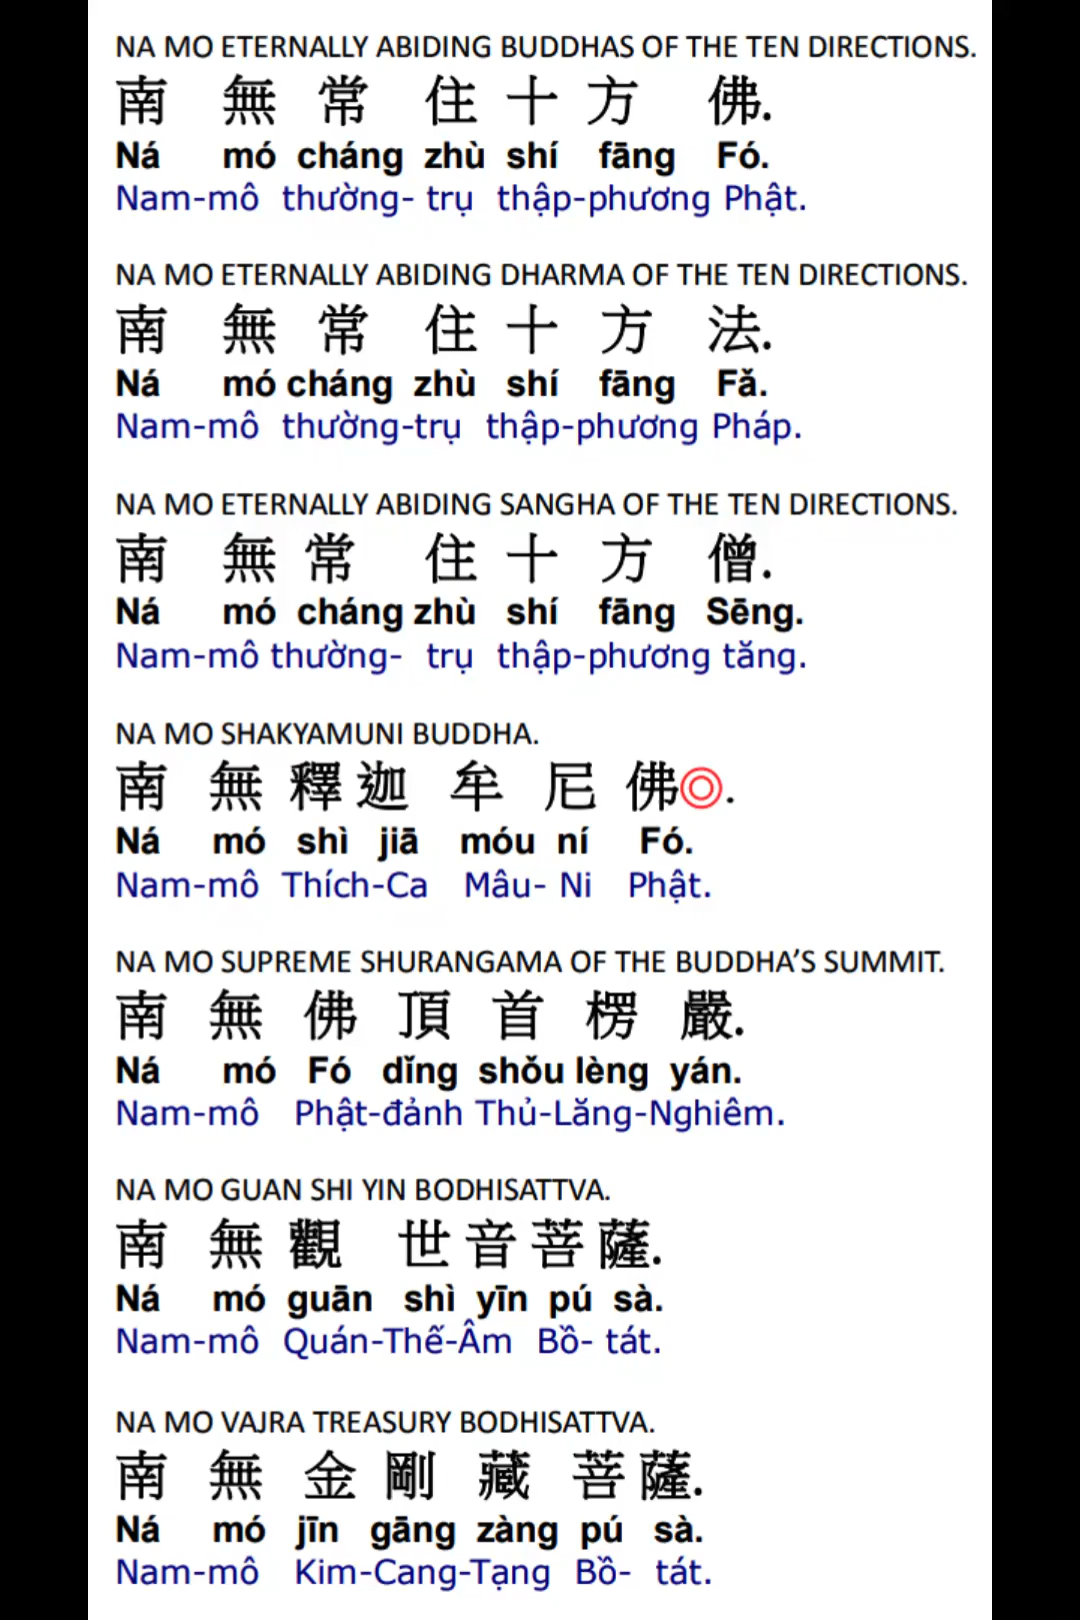 NA MO ETERNALLY ABIDING BUDDHAS OF THE TEN DIRECTIONS.
南 無 常 住 十 方 佛.
Ná mó cháng zhù shí fāng Fó.
Nam-mô thường- trụ thập-phương Phật.
NA MO ETERNALLY ABIDING DHARMA OF THE TEN DIRECTIONS.
南 無 常 住 十 方 法.
Ná mó cháng zhù shí fāng Fǎ.
Nam-mô thường-trụ thập-phương Pháp.
NA MO ETERNALLY ABIDING SANGHA OF THE TEN DIRECTIONS.
南 無 常 住 十 方 僧.
Ná mó cháng zhù shí fāng Sēng.
Nam-mô thường- trụ thập-phương tăng.
NA MO SHAKYAMUNI BUDDHA.
南 無 釋 迦 牟 尼 佛◎.
Ná mó shì jiā móu ní Fó.
Nam-mô Thích-Ca Mâu- Ni Phật.
NA MO SUPREME SHURANGAMA OF THE BUDDHA’S SUMMIT.
南 無 佛 頂 首 楞 嚴.
Ná mó Fó dǐng shǒu lèng yán.
Nam-mô Phật-đảnh Thủ-Lăng-Nghiêm.
NA MO GUAN SHI YIN BODHISATTVA.
南 無 觀 世 音 菩 薩.
Ná mó guān shì yīn pú sà.
Nam-mô Quán-Thế-Âm Bồ- tát.
NA MO VAJRA TREASURY BODHISATTVA.
南 無 金 剛 藏 菩 薩.
Ná mó jīn gāng zàng pú sà.
Nam-mô Kim-Cang-Tạng Bồ- tát.